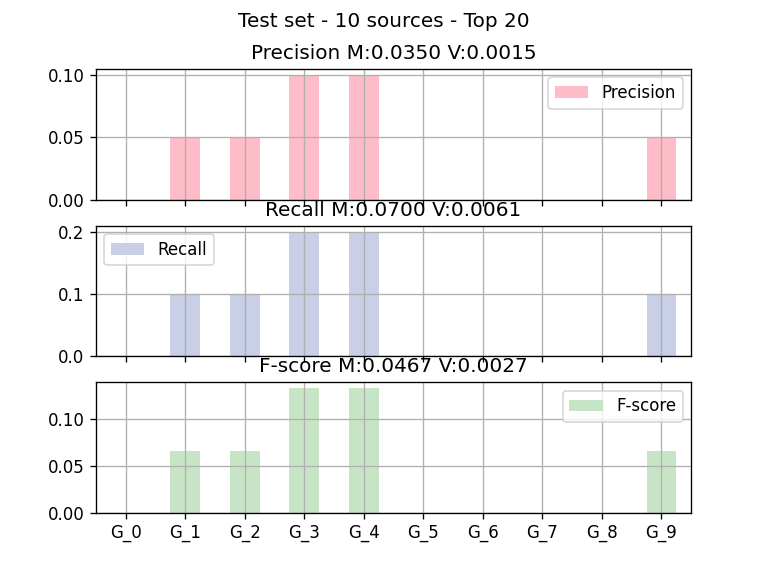 Test set - 10 sources - Top 20
Precision M:0.0350 V:0.0015
0.10
0.05
0.00
Precision
Recall M:0.0700 V:0.0061
0.2
0.1
0.0
Recall
F-score M:0.0467 V:0.0027
0.10
0.05
0.00
F-score
G_0 G_1 G_2 G_3 G_4 G_5 G_6 G_7 G_8 G_9